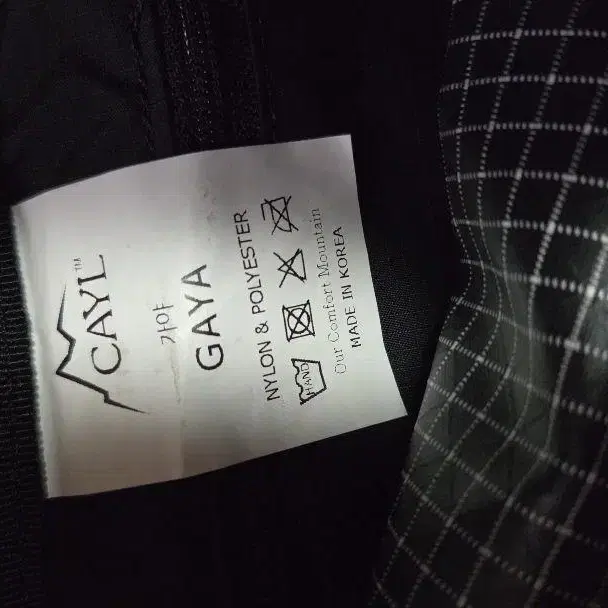 CAYL™
가야
GAYA
NYLON & POLYESTER
HAND
Our Comfort Mountain
MADE IN KOREA